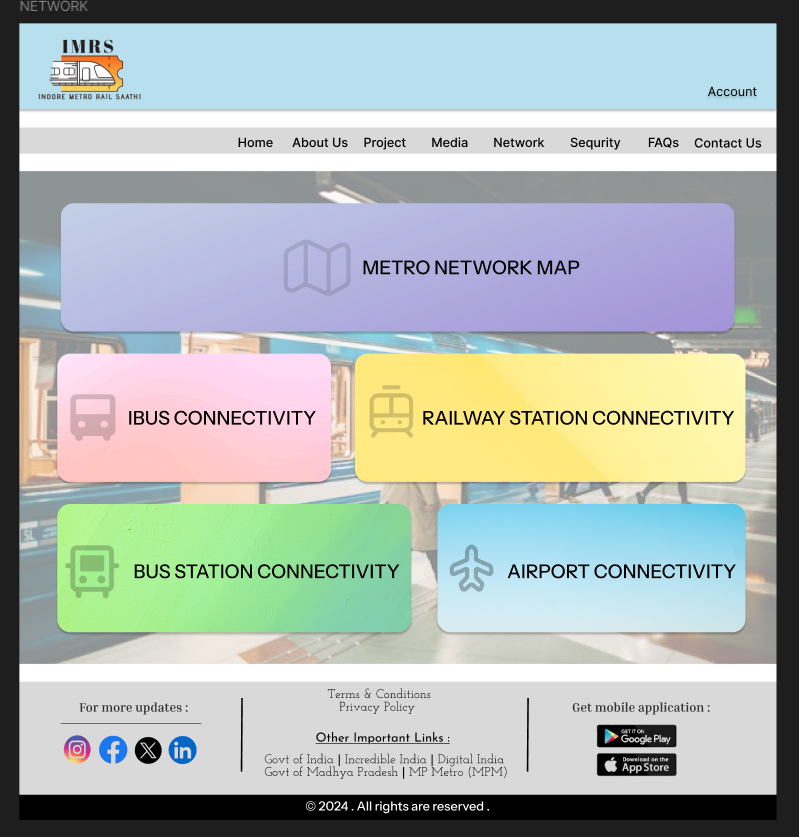 NETWORK
IMRS
INDORE METRO RAIL SAATHI
Account
Home About Us Project Media Network Sequrity FAQs Contact Us
METRO NETWORK MAP
IBUS CONNECTIVITY
RAILWAY STATION CONNECTIVITY
BUS STATION CONNECTIVITY
AIRPORT CONNECTIVITY
For more updates :
Terms & Conditions
Privacy Policy
Other Important Links :
Govt of India | Incredible India | Digital India
Govt of Madhya Pradesh | MP Metro (MPM)
Get mobile application :
GET IT ON
Google Play
Download on the
App Store
© 2024 . All rights are reserved .